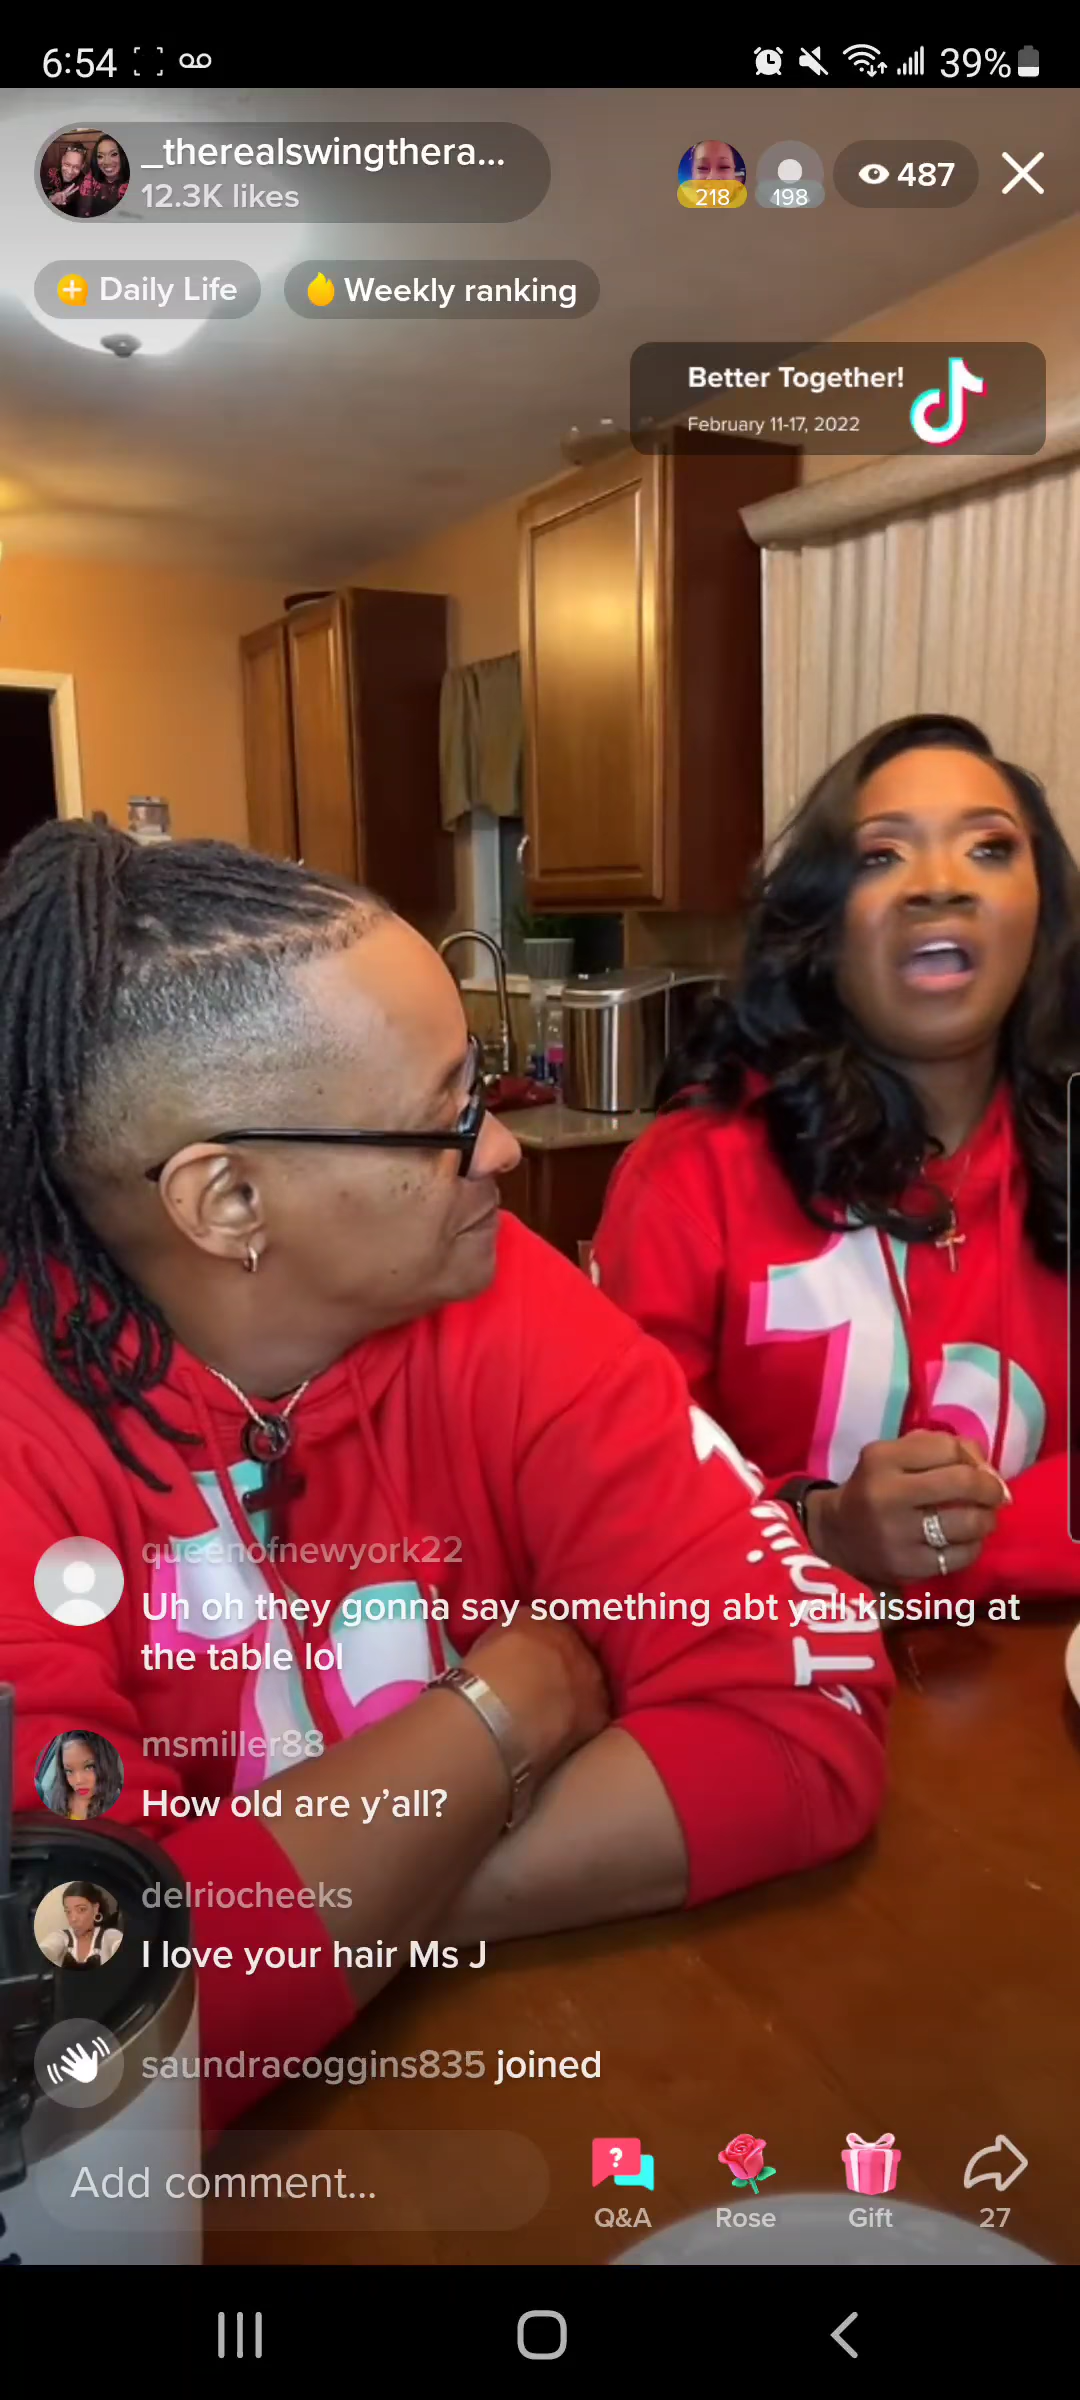 6:54
39%
_therealswingthera...
12.3K likes
218
198
487
Daily Life
Weekly ranking
Better Together!
February 11-17, 2022
queenofnewyork22
Uh oh they gonna say something abt yall kissing at
the table lol
msmiller88
How old are y’all?
delriocheeks
I love your hair Ms J
saundracoggins835 joined
Add comment...
Q&A
Rose
Gift
27